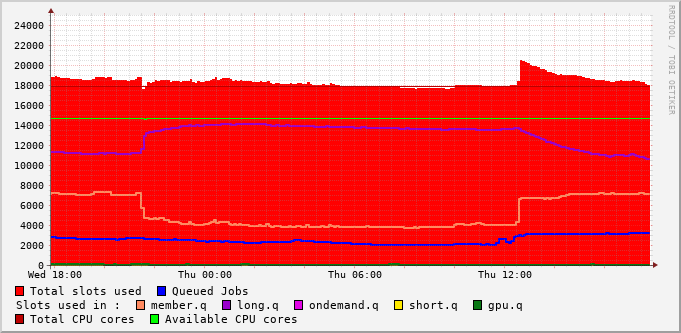 24000
22000
20000
18000
16000
14000
12000
10000
8000
6000
4000
2000
0
Wed 18:00 Thu 00:00 Thu 06:00 Thu 12:00
RRDTOOL / TOBI OETIKER
Total slots used Queued Jobs
Slots used in : member.q long.q ondemand.q short.q gpu.q
Total CPU cores Available CPU cores